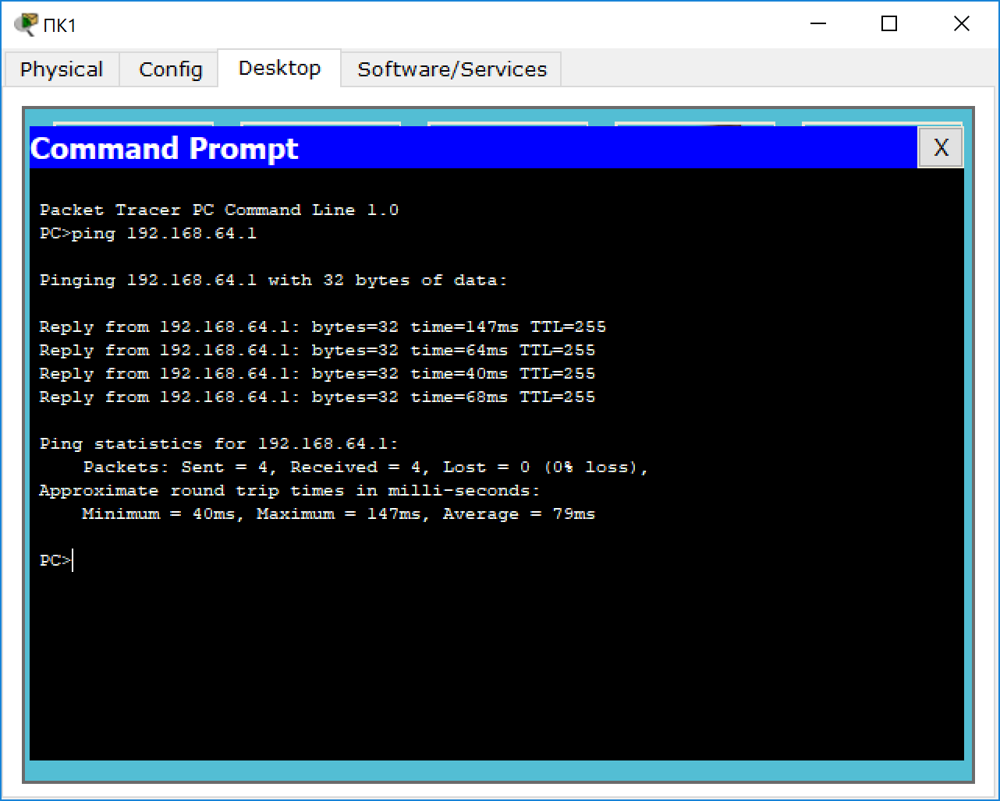 ПК1
Physical Config Desktop Software/Services
Command Prompt X
Packet Tracer PC Command Line 1.0
PC>ping 192.168.64.1
Pinging 192.168.64.1 with 32 bytes of data:
Reply from 192.168.64.1: bytes=32 time=147ms TTL=255
Reply from 192.168.64.1: bytes=32 time=64ms TTL=255
Reply from 192.168.64.1: bytes=32 time=40ms TTL=255
Reply from 192.168.64.1: bytes=32 time=68ms TTL=255
Ping statistics for 192.168.64.1:
Packets: Sent = 4, Received = 4, Lost = 0 (0% loss),
Approximate round trip times in milli-seconds:
Minimum = 40ms, Maximum = 147ms, Average = 79ms
PC>